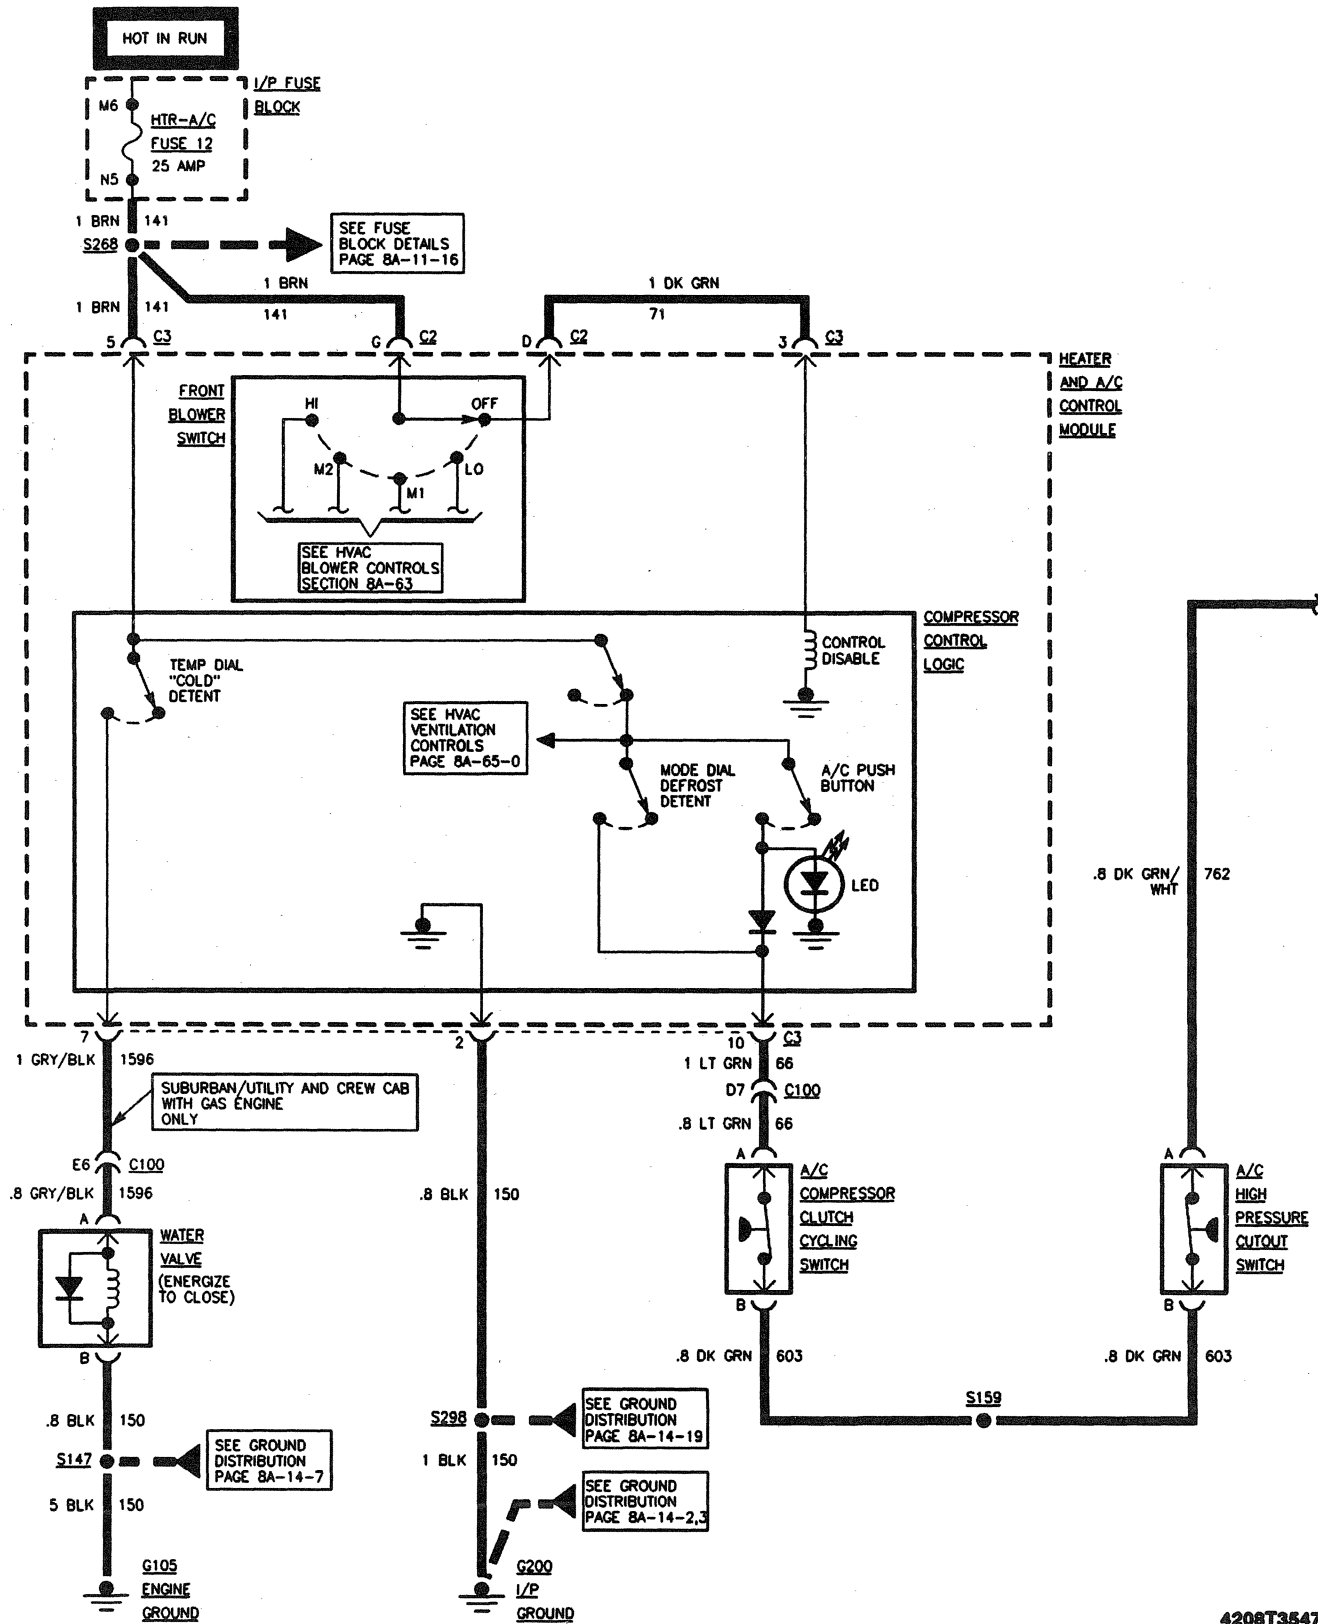 HOT IN RUN
I/P FUSE
BLOCK
M6
HTR-A/C
FUSE 12
25 AMP
N5
1 BRN 141
S268
SEE FUSE
BLOCK DETAILS
PAGE 8A-11-16
1 BRN 141
1 BRN
141
1 DK GRN
71
5 C3
G C2
D C2
3 C3
HEATER
AND A/C
CONTROL
MODULE
FRONT
BLOWER
SWITCH
HI
OFF
M2
LO
M1
SEE HVAC
BLOWER CONTROLS
SECTION 8A-63
COMPRESSOR
CONTROL
LOGIC
CONTROL
DISABLE
TEMP DIAL
"COLD"
DETENT
SEE HVAC
VENTILATION
CONTROLS
PAGE 8A-65-0
MODE DIAL
DEFROST
DETENT
A/C PUSH
BUTTON
LED
.8 DK GRN/
WHT
762
7
2
10 C3
1 GRY/BLK 1596
1 LT GRN 66
SUBURBAN/UTILITY AND CREW CAB
WITH GAS ENGINE
ONLY
D7 C100
.8 LT GRN 66
E6 C100
.8 GRY/BLK 1596
.8 BLK 150
A
A
A
WATER
VALVE
(ENERGIZE
TO CLOSE)
A/C
COMPRESSOR
CLUTCH
CYCLING
SWITCH
A/C
HIGH
PRESSURE
CUTOUT
SWITCH
B
B
B
.8 DK GRN 603
.8 DK GRN 603
S159
.8 BLK 150
S147
SEE GROUND
DISTRIBUTION
PAGE 8A-14-7
5 BLK 150
S298
SEE GROUND
DISTRIBUTION
PAGE 8A-14-19
1 BLK 150
SEE GROUND
DISTRIBUTION
PAGE 8A-14-2,3
G105
ENGINE
GROUND
G200
I/P
GROUND
4208T3547